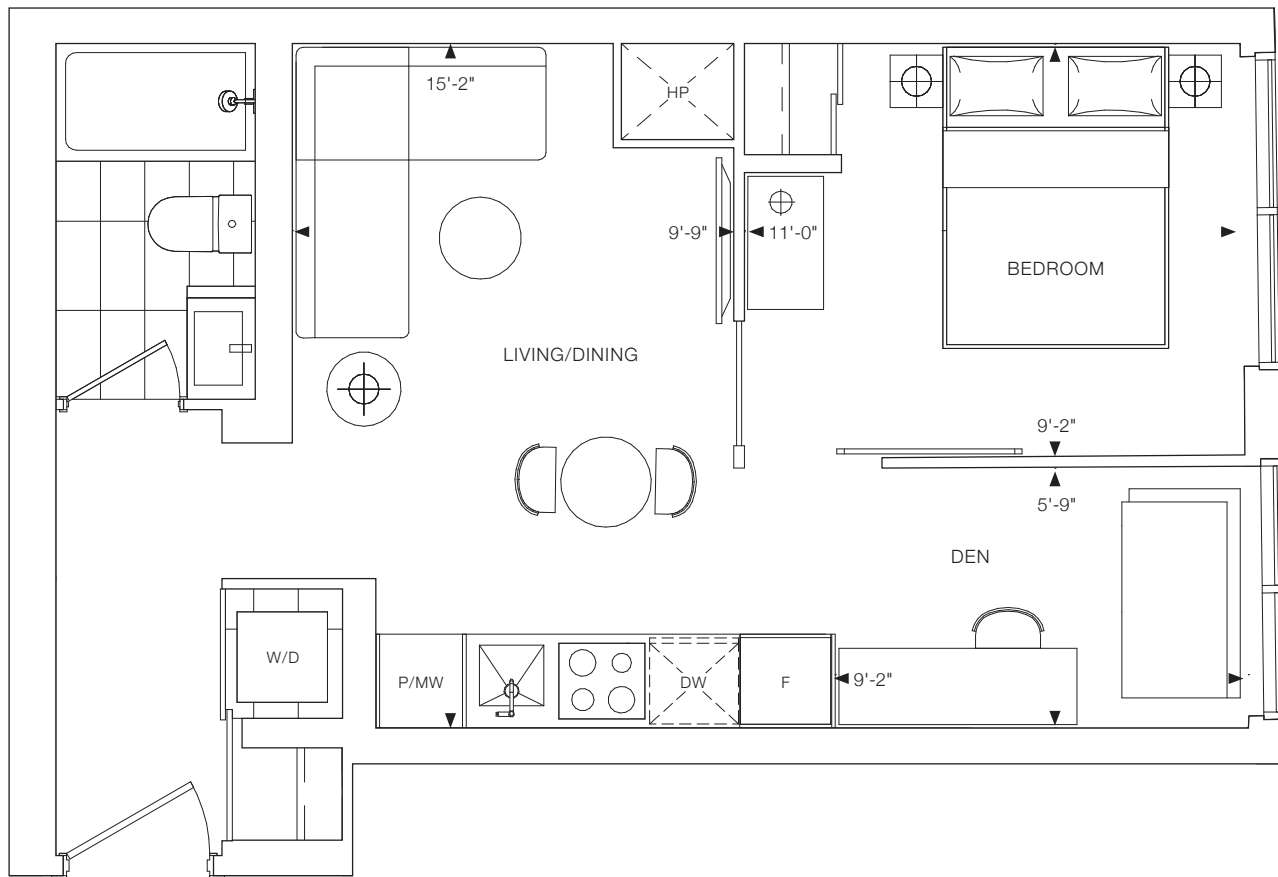 15'-2"
HP
9'-9"
11'-0"
BEDROOM
LIVING/DINING
9'-2"
5'-9"
DEN
W/D
P/MW
DW
F
9'-2"